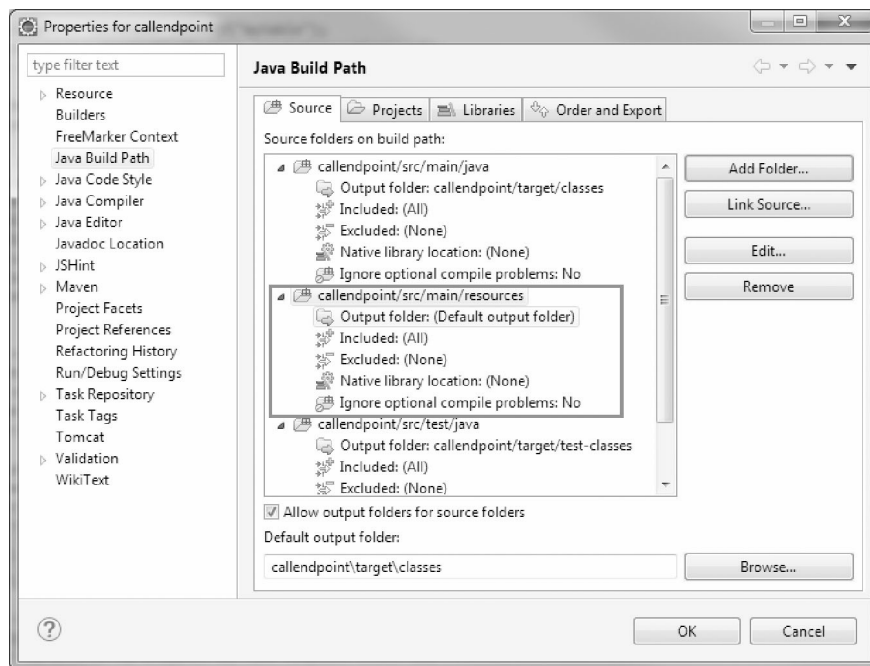 Properties for callendpoint
type filter text
Resource
Builders
FreeMarker Context
Java Build Path
Java Code Style
Java Compiler
Java Editor
Javadoc Location
JSHint
Maven
Project Facets
Project References
Refactoring History
Run/Debug Settings
Task Repository
Task Tags
Tomcat
Validation
WikiText
Java Build Path
Source
Projects
Libraries
Order and Export
Source folders on build path:
callendpoint/src/main/java
Output folder: callendpoint/target/classes
Included: (All)
Excluded: (None)
Native library location: (None)
Ignore optional compile problems: No
callendpoint/src/main/resources
Output folder: (Default output folder)
Included: (All)
Excluded: (None)
Native library location: (None)
Ignore optional compile problems: No
callendpoint/src/test/java
Output folder: callendpoint/target/test-classes
Included: (All)
Excluded: (None)
Add Folder...
Link Source...
Edit...
Remove
Allow output folders for source folders
Default output folder:
callendpoint\target\classes
Browse...
OK
Cancel